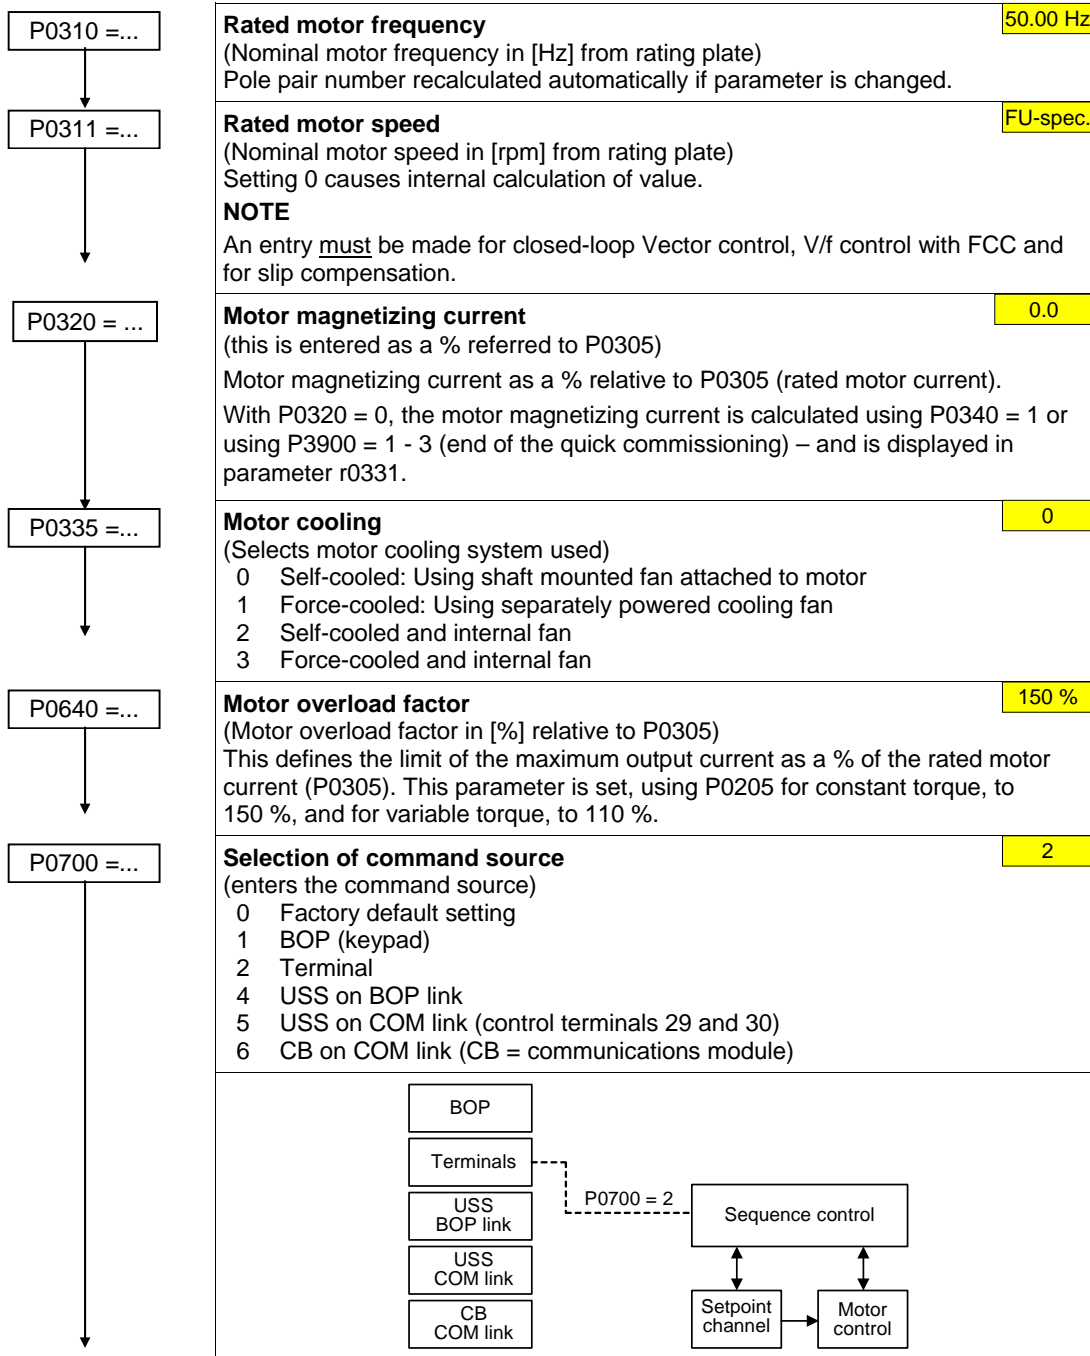 P0310 =...
Rated motor frequency
50.00 Hz
(Nominal motor frequency in [Hz] from rating plate)
Pole pair number recalculated automatically if parameter is changed.
P0311 =...
Rated motor speed
FU-spec.
(Nominal motor speed in [rpm] from rating plate)
Setting 0 causes internal calculation of value.
NOTE
An entry must be made for closed-loop Vector control, V/f control with FCC and
for slip compensation.
P0320 = ...
Motor magnetizing current
0.0
(this is entered as a % referred to P0305)
Motor magnetizing current as a % relative to P0305 (rated motor current).
With P0320 = 0, the motor magnetizing current is calculated using P0340 = 1 or
using P3900 = 1 - 3 (end of the quick commissioning) – and is displayed in
parameter r0331.
P0335 =...
Motor cooling
0
(Selects motor cooling system used)
0 Self-cooled: Using shaft mounted fan attached to motor
1 Force-cooled: Using separately powered cooling fan
2 Self-cooled and internal fan
3 Force-cooled and internal fan
P0640 =...
Motor overload factor
150 %
(Motor overload factor in [%] relative to P0305)
This defines the limit of the maximum output current as a % of the rated motor
current (P0305). This parameter is set, using P0205 for constant torque, to
150 %, and for variable torque, to 110 %.
P0700 =...
Selection of command source
2
(enters the command source)
0 Factory default setting
1 BOP (keypad)
2 Terminal
4 USS on BOP link
5 USS on COM link (control terminals 29 and 30)
6 CB on COM link (CB = communications module)
BOP
Terminals
USS
BOP link
USS
COM link
CB
COM link
P0700 = 2
Sequence control
Setpoint
channel
Motor
control